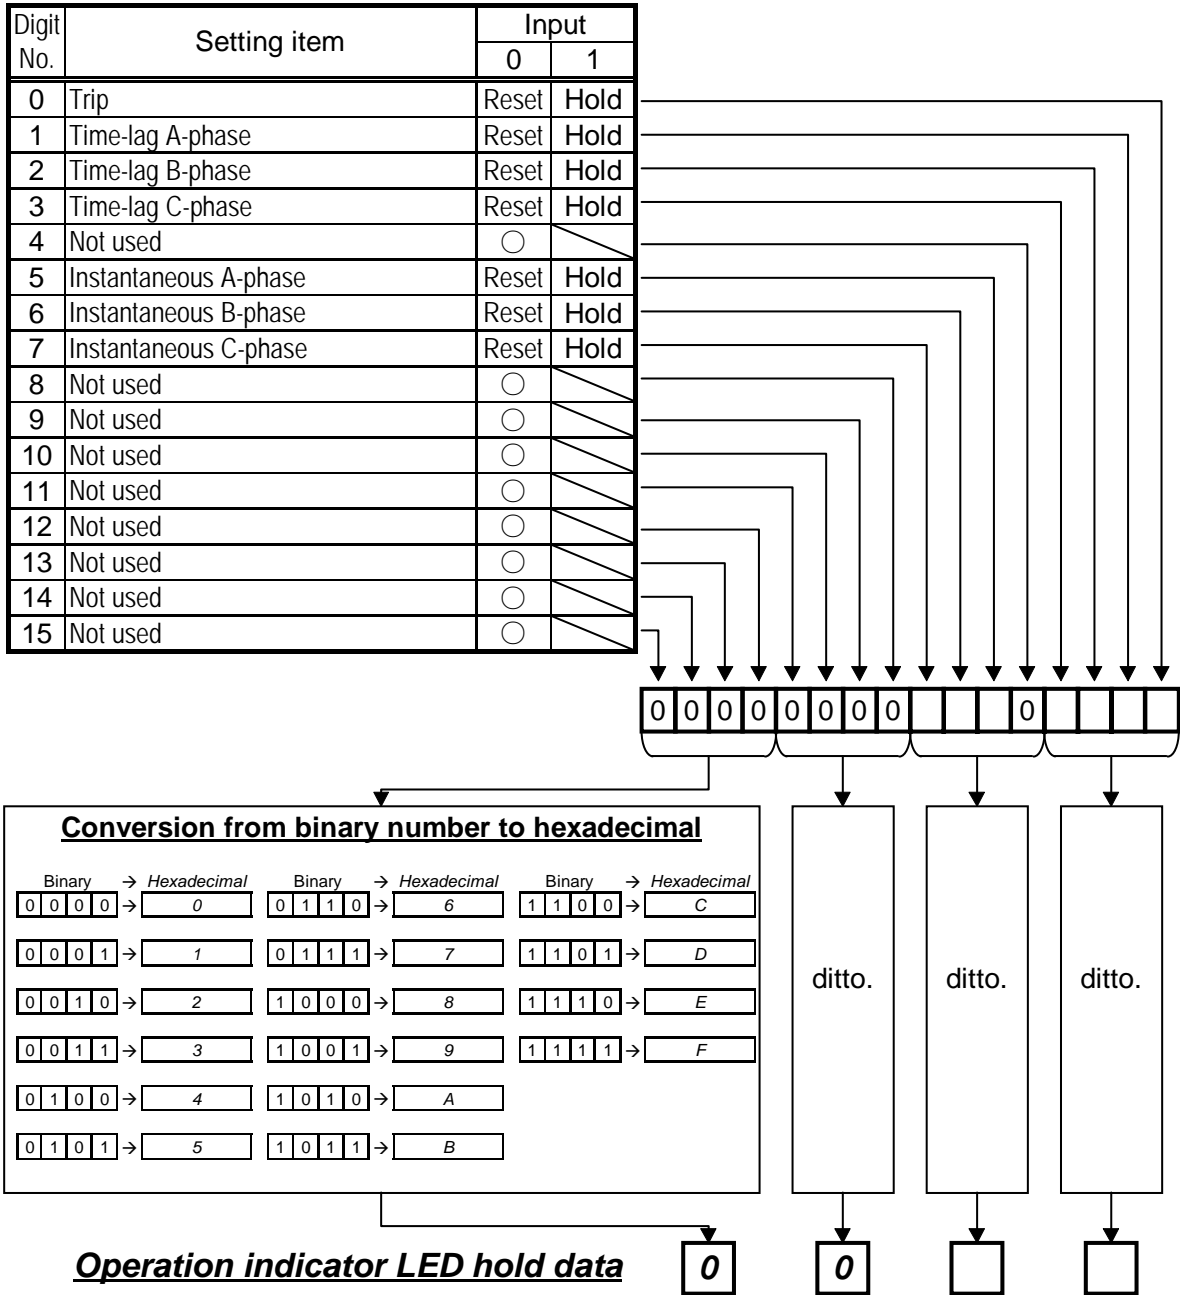 Digit No. Setting item Input
0 1
0 Trip Reset Hold
1 Time-lag A-phase Reset Hold
2 Time-lag B-phase Reset Hold
3 Time-lag C-phase Reset Hold
4 Not used ○
5 Instantaneous A-phase Reset Hold
6 Instantaneous B-phase Reset Hold
7 Instantaneous C-phase Reset Hold
8 Not used ○
9 Not used ○
10 Not used ○
11 Not used ○
12 Not used ○
13 Not used ○
14 Not used ○
15 Not used ○
0 0 0 0 0 0 0 0 0
Conversion from binary number to hexadecimal
Binary → Hexadecimal Binary → Hexadecimal Binary → Hexadecimal
0 0 0 0 → 0 0 1 1 0 → 6 1 1 0 0 → C
0 0 0 1 → 1 0 1 1 1 → 7 1 1 0 1 → D
0 0 1 0 → 2 1 0 0 0 → 8 1 1 1 0 → E
0 0 1 1 → 3 1 0 0 1 → 9 1 1 1 1 → F
0 1 0 0 → 4 1 0 1 0 → A
0 1 0 1 → 5 1 0 1 1 → B
ditto. ditto. ditto.
Operation indicator LED hold data 0 0